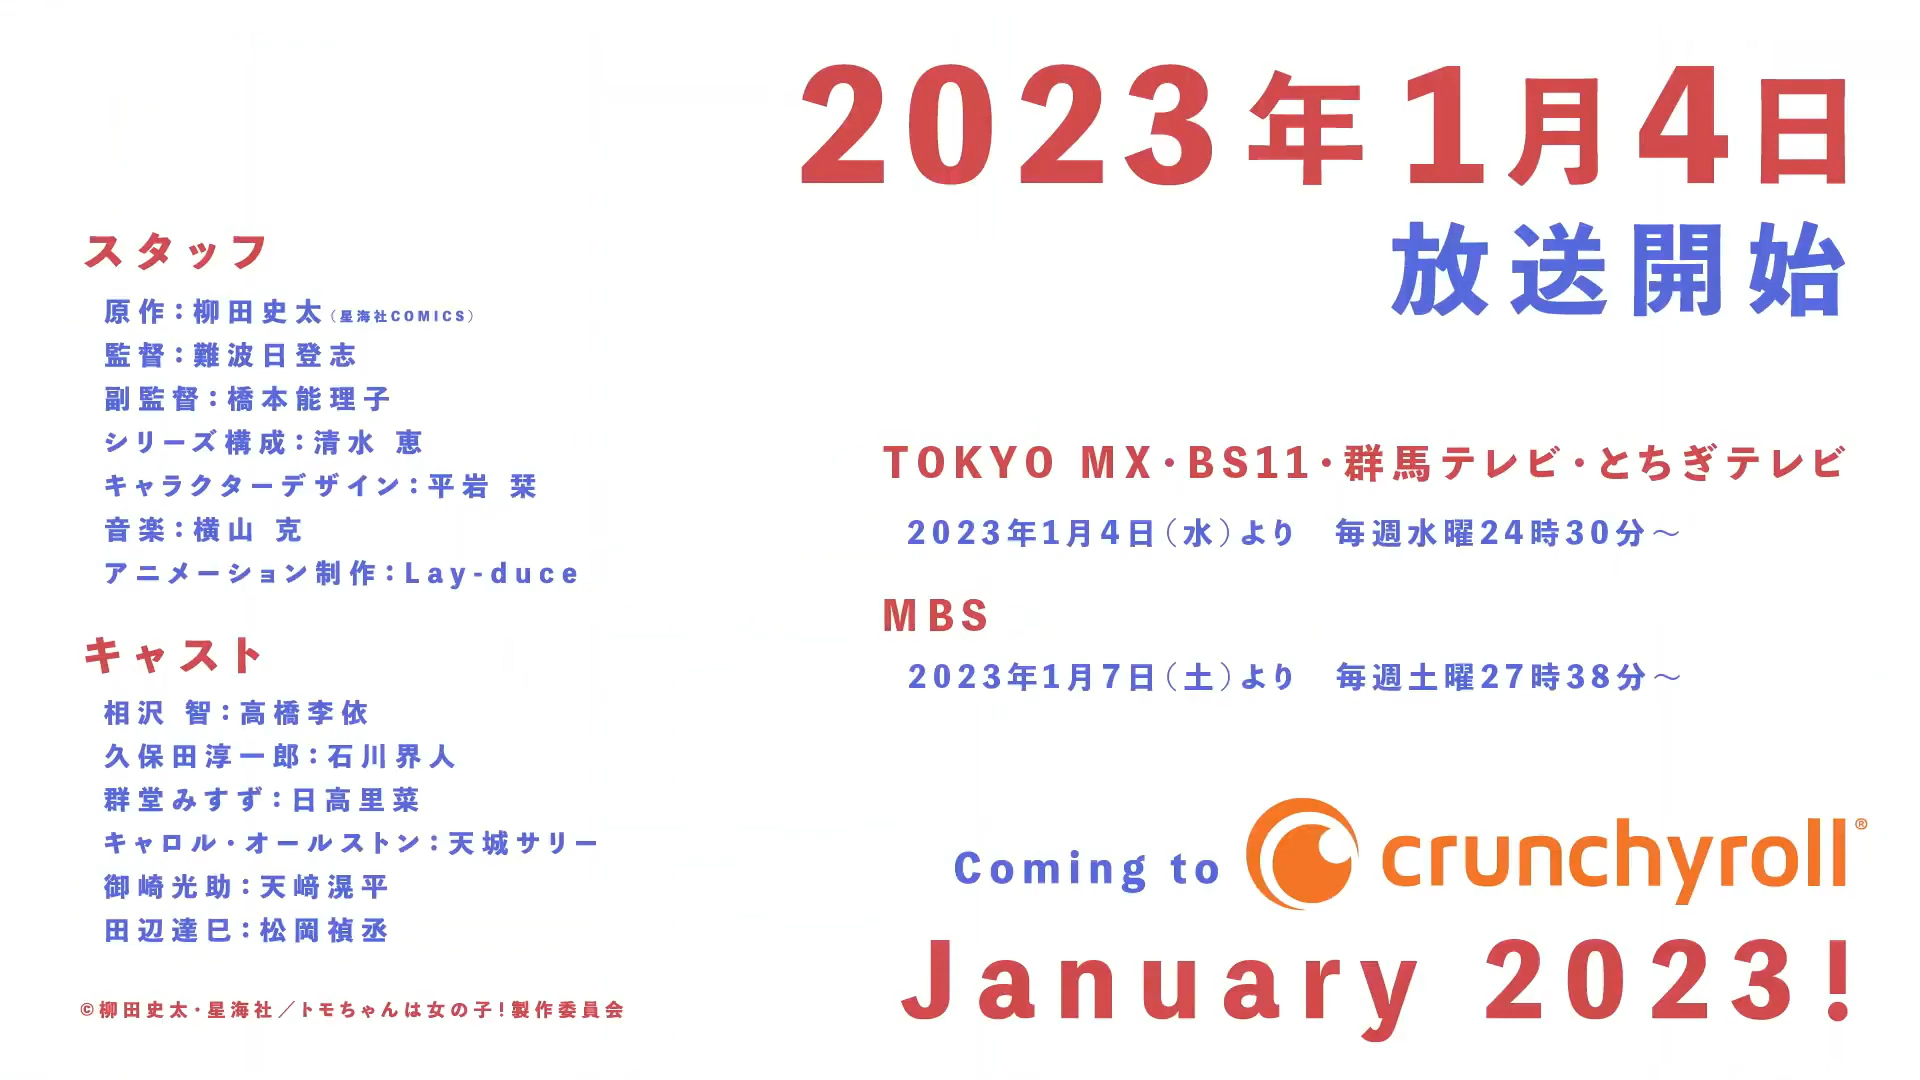 2023年1月4日
放送開始
スタッフ
原作：柳田史太（星海社COMICS）
監督：難波日登志
副監督：橋本能理子
シリーズ構成：清水 恵
キャラクターデザイン：平岩 栞
音楽：横山 克
アニメーション制作：Lay-duce
キャスト
相沢 智：高橋李依
久保田淳一郎：石川界人
群堂みすず：日高里菜
キャロル・オールストン：天城サリー
御崎光助：天﨑滉平
田辺達巳：松岡禎丞
©柳田史太・星海社／トモちゃんは女の子！製作委員会
TOKYO MX・BS11・群馬テレビ・とちぎテレビ
2023年1月4日（水）より 毎週水曜24時30分～
MBS
2023年1月7日（土）より 毎週土曜27時38分～
Coming to crunchyroll®
January 2023!